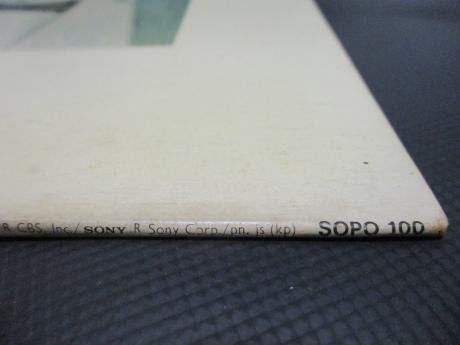 R CBS. Inc/SONY R Sony Corp./pn. js (kp) SOPO 100